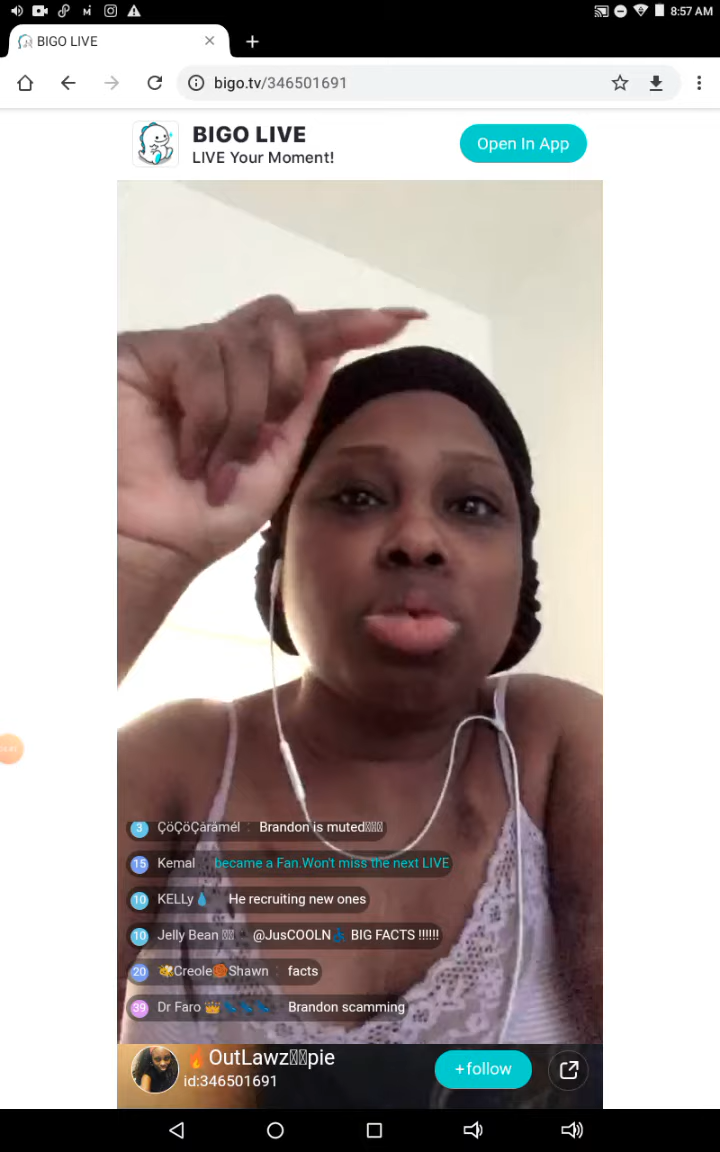 8:57 AM
BIGO LIVE
bigo.tv/346501691
BIGO LIVE
LIVE Your Moment!
Open In App
3 ÇöÇöÇåråmél : Brandon is muted
15 Kemal became a Fan.Won't miss the next LIVE
10 KELLy💧 He recruiting new ones
10 Jelly Bean @JusCOOLN BIG FACTS !!!!!!
20 Creole Shawn : facts
39 Dr Faro 👑 Brandon scamming
🔥OutLawz pie
id:346501691
+follow